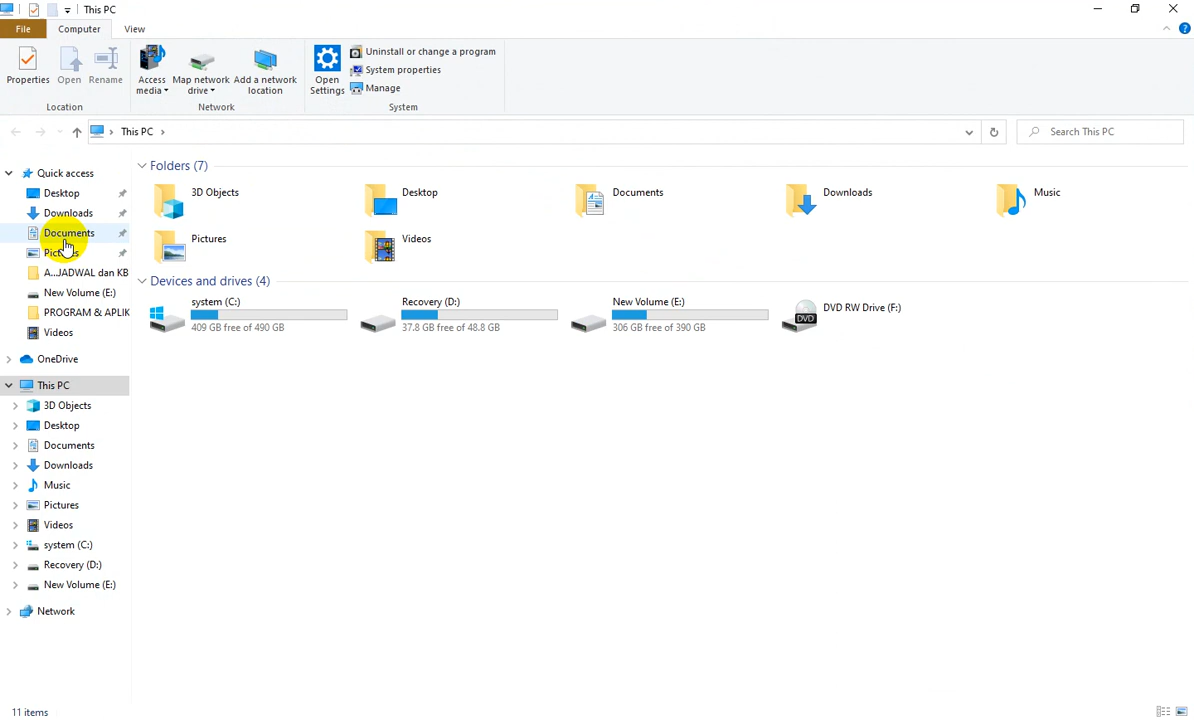 This PC
File Computer View
Properties Open Rename Access media Map network drive Add a network location Open Settings Uninstall or change a program
System properties
Manage
Location Network System
This PC Search This PC
Quick access
Desktop
Downloads
Documents
A...JADWAL dan KB
New Volume (E:)
PROGRAM & APLIK
Videos
OneDrive
This PC
3D Objects
Desktop
Documents
Downloads
Music
Pictures
Videos
system (C:)
Recovery (D:)
New Volume (E:)
Network
Folders (7)
3D Objects Desktop Documents Downloads Music
Pictures Videos
Devices and drives (4)
system (C:)
409 GB free of 490 GB
Recovery (D:)
37.8 GB free of 48.8 GB
New Volume (E:)
306 GB free of 390 GB
DVD RW Drive (F:)
DVD
11 items